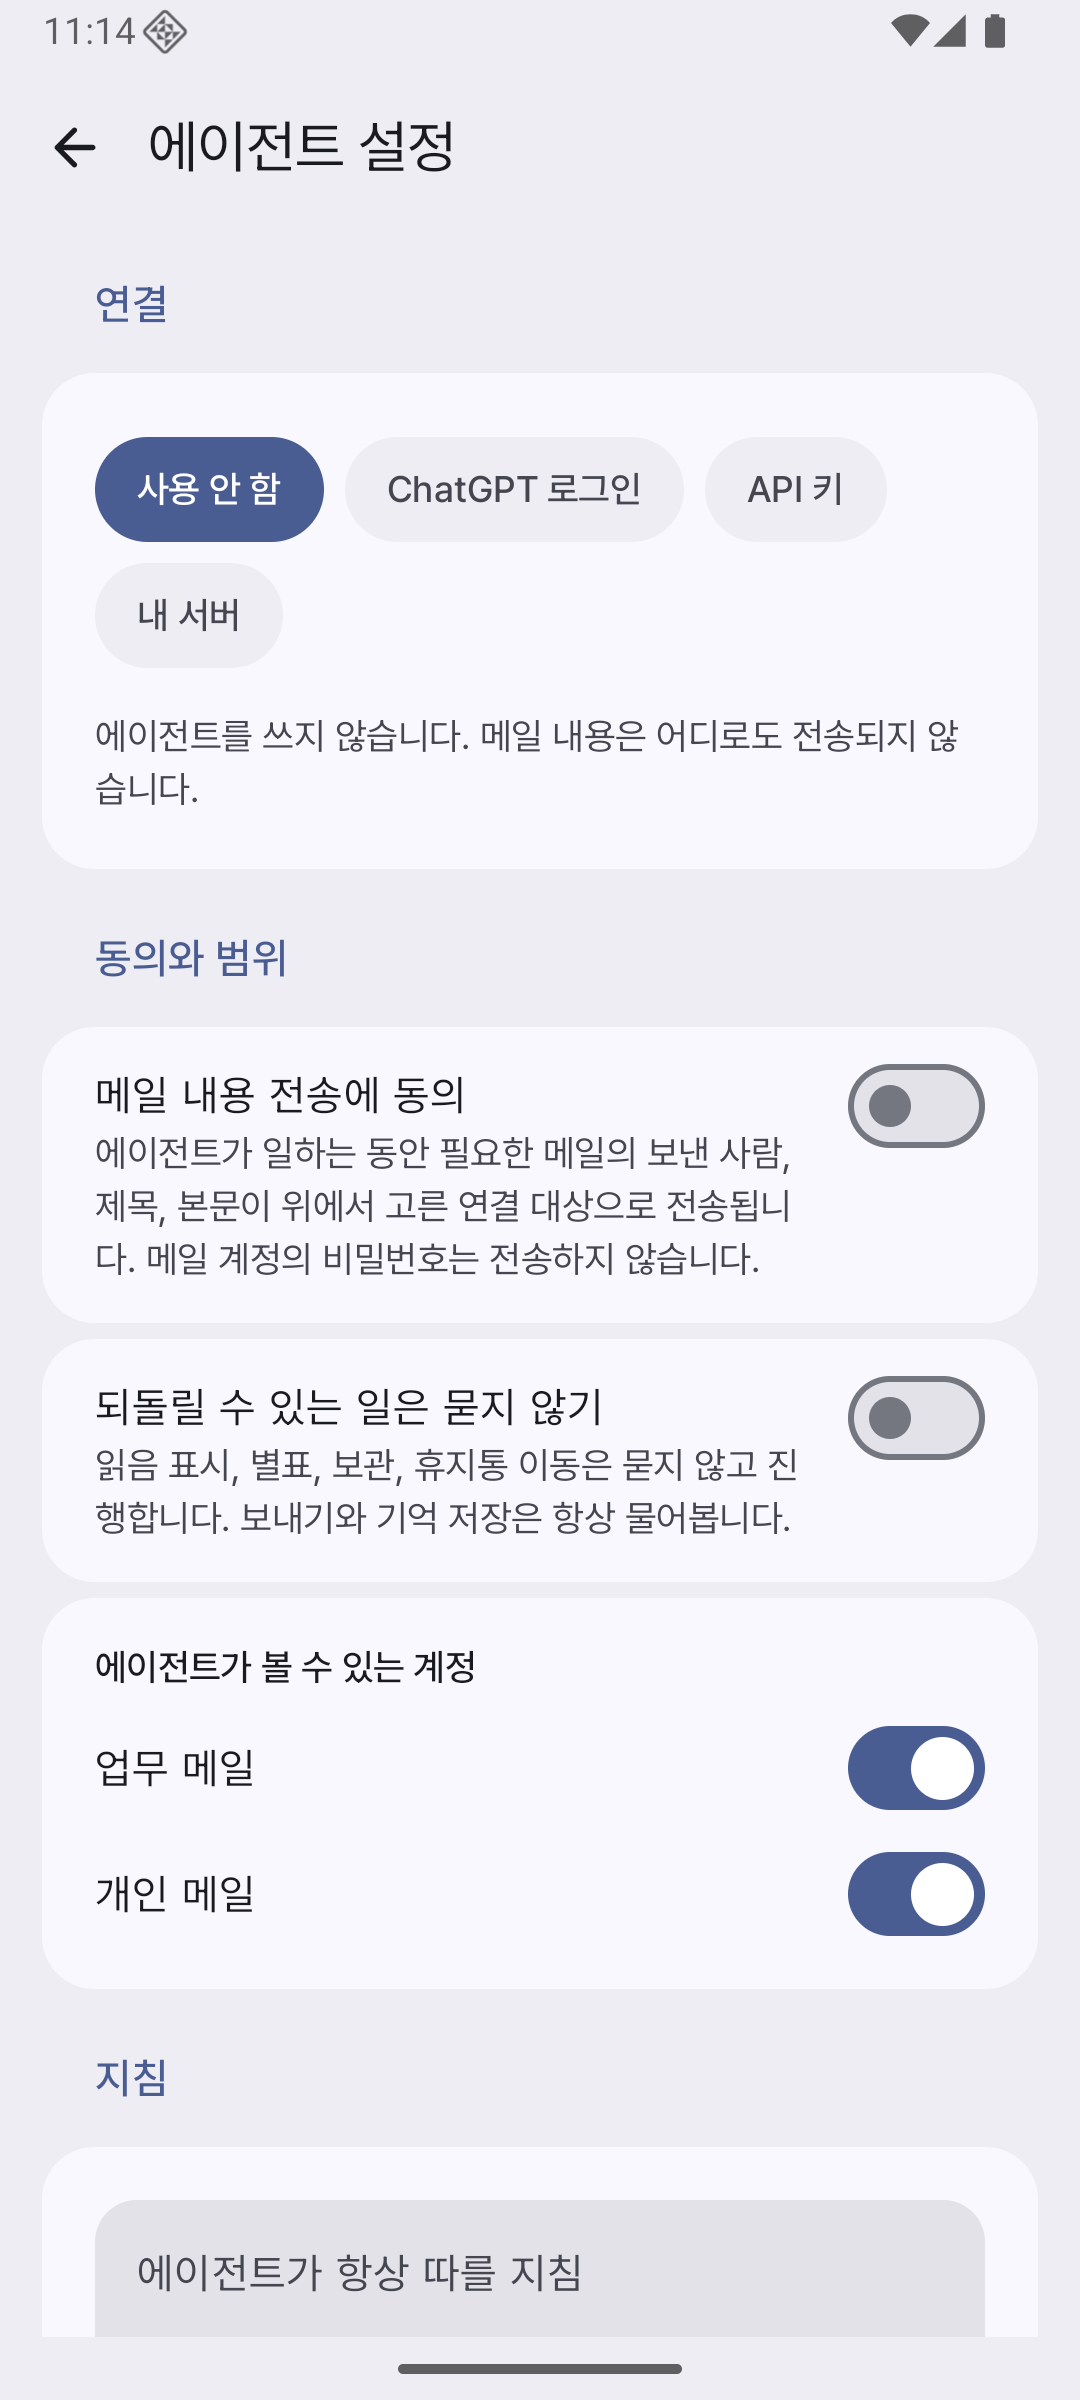 11:14
에이전트 설정
연결
사용 안 함
ChatGPT 로그인
API 키
내 서버
에이전트를 쓰지 않습니다. 메일 내용은 어디로도 전송되지 않
습니다.
동의와 범위
메일 내용 전송에 동의
에이전트가 일하는 동안 필요한 메일의 보낸 사람,
제목, 본문이 위에서 고른 연결 대상으로 전송됩니
다. 메일 계정의 비밀번호는 전송하지 않습니다.
되돌릴 수 있는 일은 묻지 않기
읽음 표시, 별표, 보관, 휴지통 이동은 묻지 않고 진
행합니다. 보내기와 기억 저장은 항상 물어봅니다.
에이전트가 볼 수 있는 계정
업무 메일
개인 메일
지침
에이전트가 항상 따를 지침